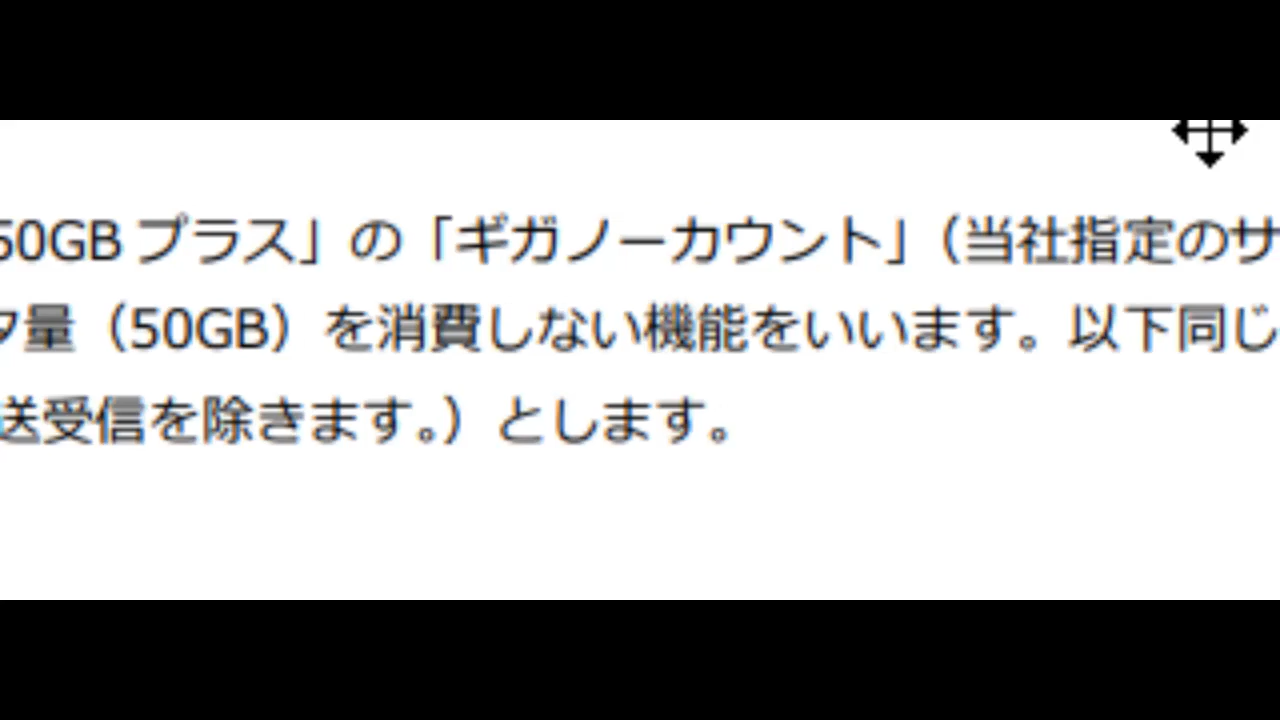 50GB プラス」の「ギガノーカウント」（当社指定のサ
タ量（50GB）を消費しない機能をいいます。以下同じ
送受信を除きます。）とします。